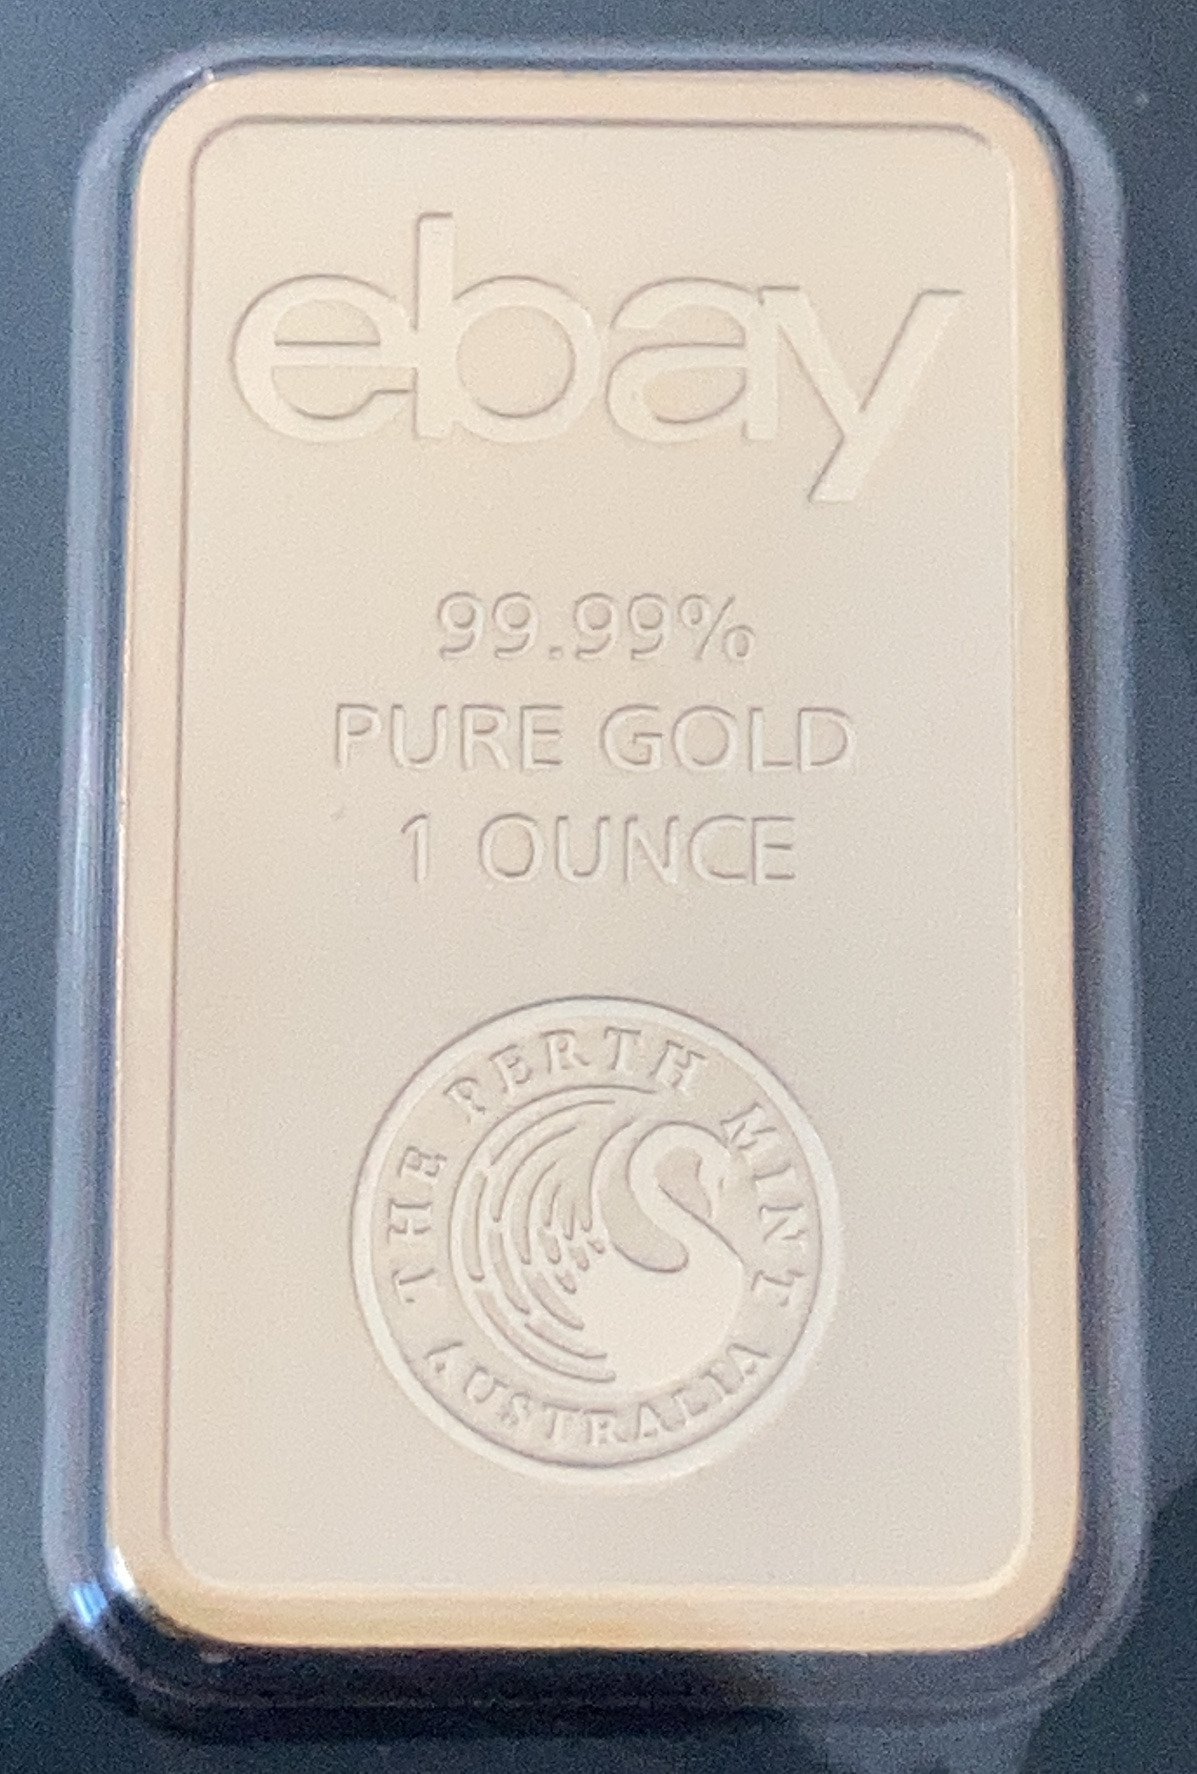 ebay
99.99%
PURE GOLD
1 OUNCE
THE PERTH MINT
AUSTRALIA